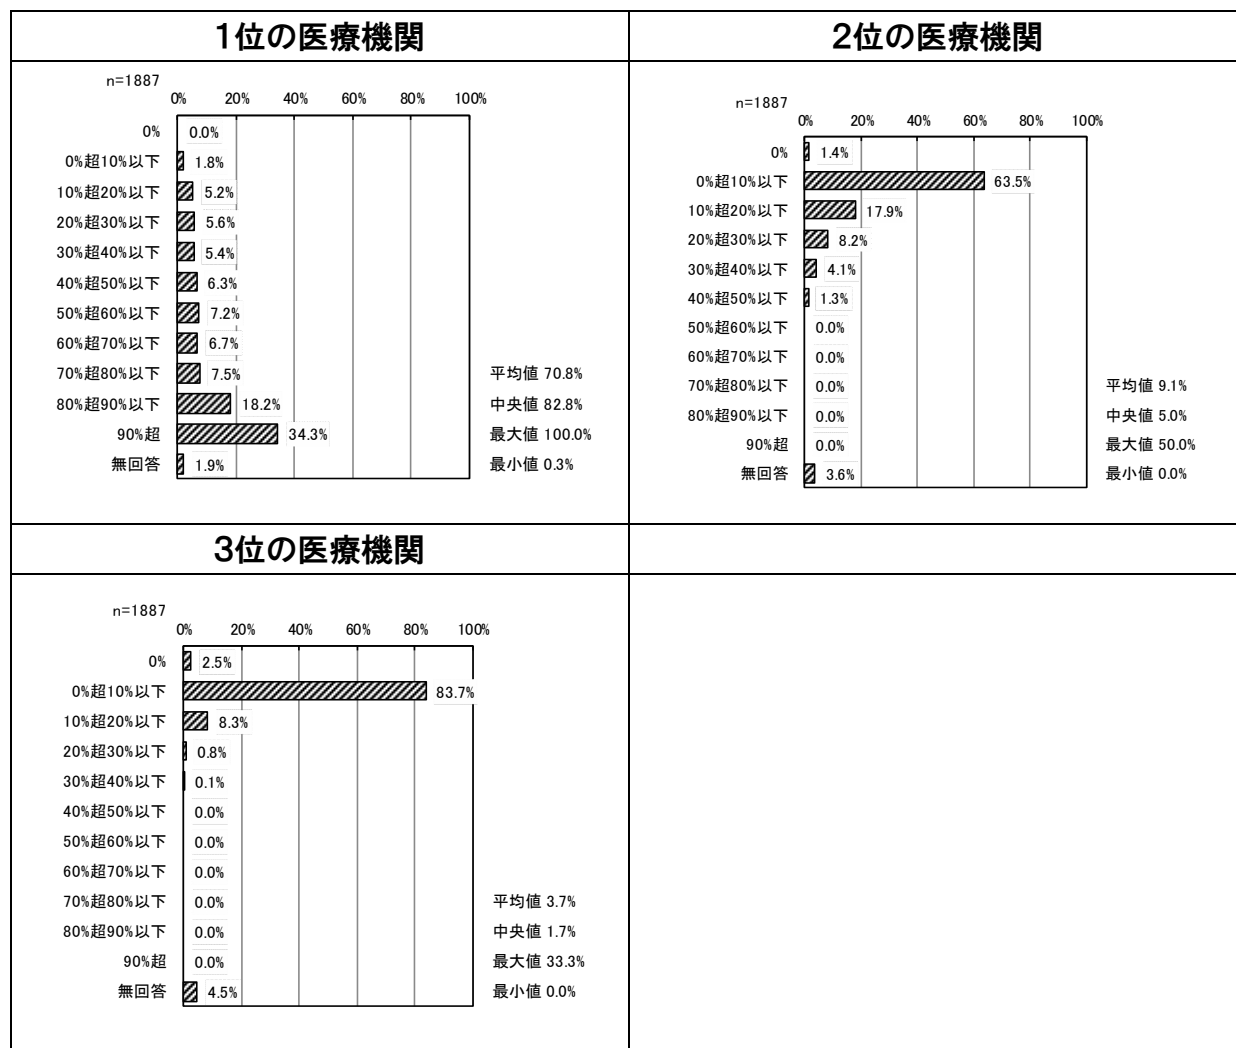 1位の医療機関
n=1887
0% 20% 40% 60% 80% 100%
0% 0.0%
0%超10%以下 1.8%
10%超20%以下 5.2%
20%超30%以下 5.6%
30%超40%以下 5.4%
40%超50%以下 6.3%
50%超60%以下 7.2%
60%超70%以下 6.7%
70%超80%以下 7.5% 平均値 70.8%
80%超90%以下 18.2% 中央値 82.8%
90%超 34.3% 最大値 100.0%
無回答 1.9% 最小値 0.3%
2位の医療機関
n=1887
0% 20% 40% 60% 80% 100%
0% 1.4%
0%超10%以下 63.5%
10%超20%以下 17.9%
20%超30%以下 8.2%
30%超40%以下 4.1%
40%超50%以下 1.3%
50%超60%以下 0.0%
60%超70%以下 0.0%
70%超80%以下 0.0% 平均値 9.1%
80%超90%以下 0.0% 中央値 5.0%
90%超 0.0% 最大値 50.0%
無回答 3.6% 最小値 0.0%
3位の医療機関
n=1887
0% 20% 40% 60% 80% 100%
0% 2.5%
0%超10%以下 83.7%
10%超20%以下 8.3%
20%超30%以下 0.8%
30%超40%以下 0.1%
40%超50%以下 0.0%
50%超60%以下 0.0%
60%超70%以下 0.0%
70%超80%以下 0.0% 平均値 3.7%
80%超90%以下 0.0% 中央値 1.7%
90%超 0.0% 最大値 33.3%
無回答 4.5% 最小値 0.0%